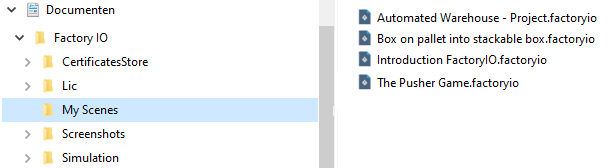 Documenten
Factory IO
CertificatesStore
Lic
My Scenes
Screenshots
Simulation
Automated Warehouse - Project.factoryio
Box on pallet into stackable box.factoryio
Introduction FactoryIO.factoryio
The Pusher Game.factoryio